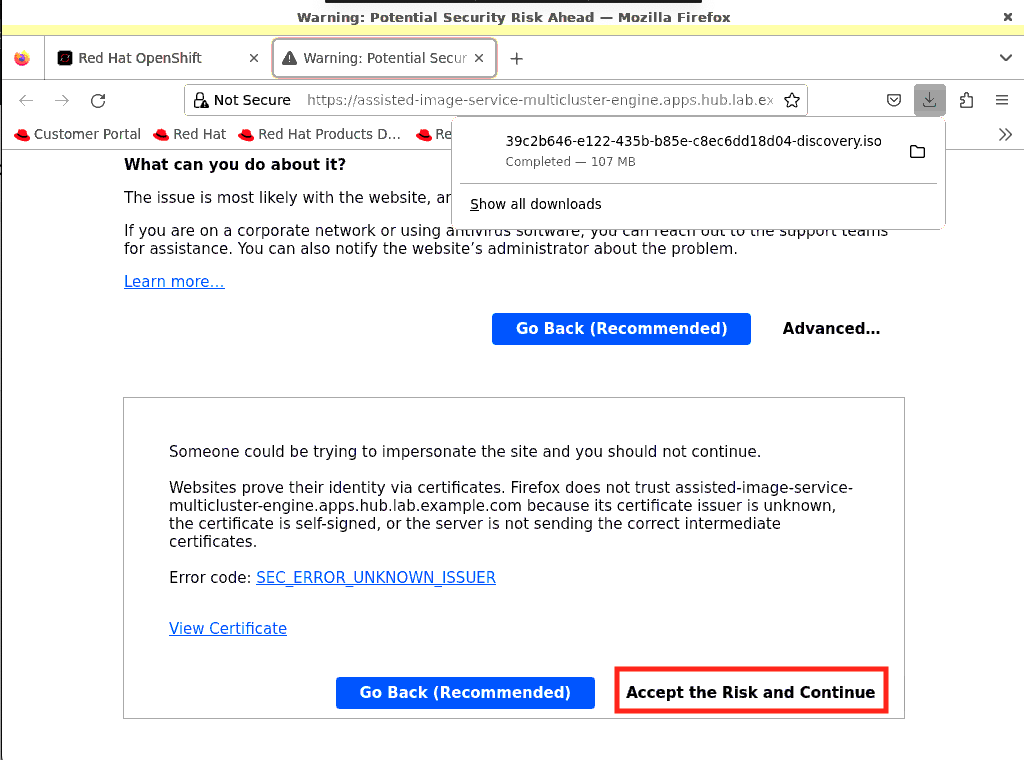 Warning: Potential Security Risk Ahead — Mozilla Firefox
Red Hat OpenShift
Warning: Potential Secur
Not Secure https://assisted-image-service-multicluster-engine.apps.hub.lab.ex
Customer Portal Red Hat Red Hat Products D... Re
39c2b646-e122-435b-b85e-c8ec6dd18d04-discovery.iso
Completed — 107 MB
Show all downloads
What can you do about it?
The issue is most likely with the website, an
If you are on a corporate network or using antivirus software, you can reach out to the support teams
for assistance. You can also notify the website’s administrator about the problem.
Learn more…
Go Back (Recommended) Advanced…
Someone could be trying to impersonate the site and you should not continue.
Websites prove their identity via certificates. Firefox does not trust assisted-image-service-
multicluster-engine.apps.hub.lab.example.com because its certificate issuer is unknown,
the certificate is self-signed, or the server is not sending the correct intermediate
certificates.
Error code: SEC_ERROR_UNKNOWN_ISSUER
View Certificate
Go Back (Recommended) Accept the Risk and Continue